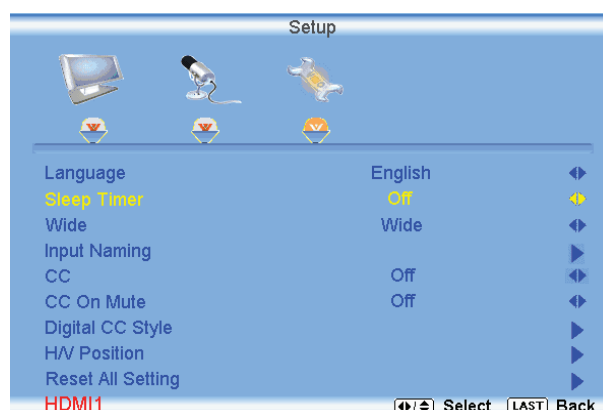 Setup
Language English
Sleep Timer Off
Wide Wide
Input Naming
CC Off
CC On Mute Off
Digital CC Style
H/V Position
Reset All Setting
HDMI1 / Select LAST Back